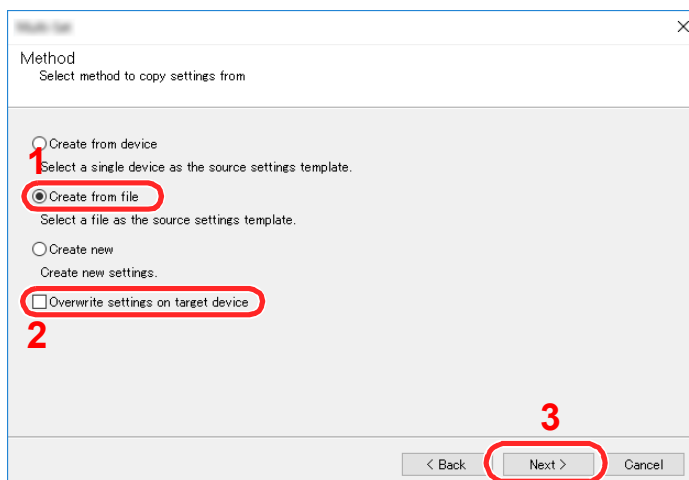 Method
Select method to copy settings from
Create from device
1
Select a single device as the source settings template.
Create from file
Select a file as the source settings template.
Create new
Create new settings.
Overwrite settings on target device
2
3
< Back
Next >
Cancel